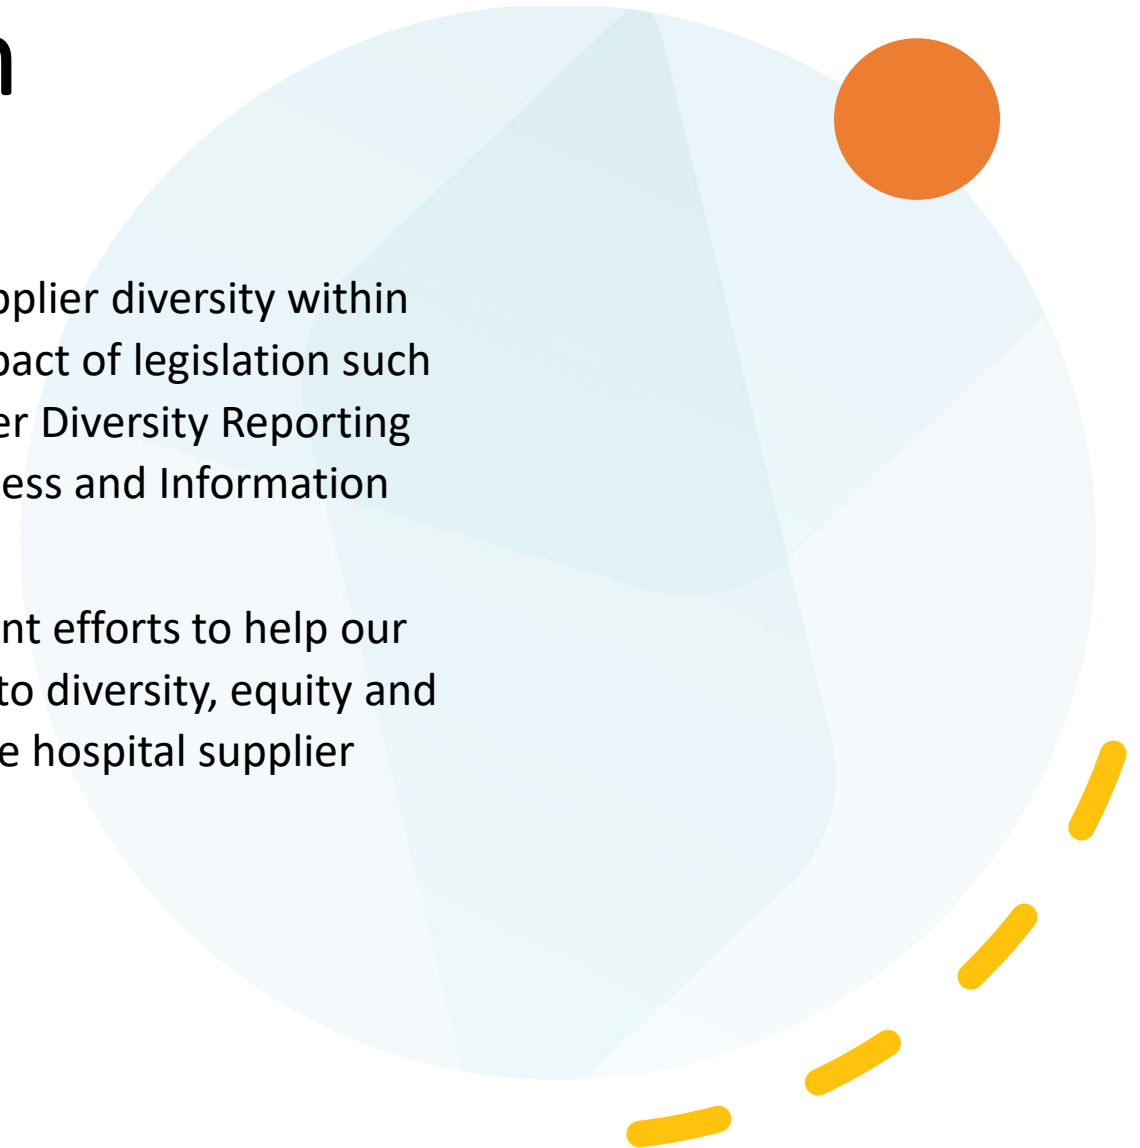 n
pplier diversity within
pact of legislation such
er Diversity Reporting
ess and Information
nt efforts to help our
to diversity, equity and
e hospital supplier